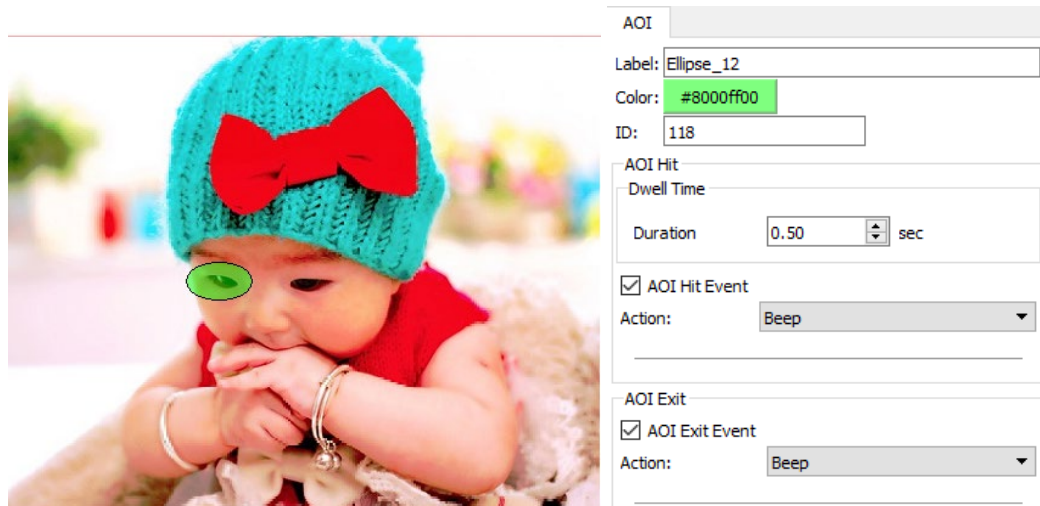 AOI
Label: Ellipse_12
Color: #8000ff00
ID: 118
AOI Hit
Dwell Time
Duration 0.50 sec
AOI Hit Event
Action: Beep
AOI Exit
AOI Exit Event
Action: Beep